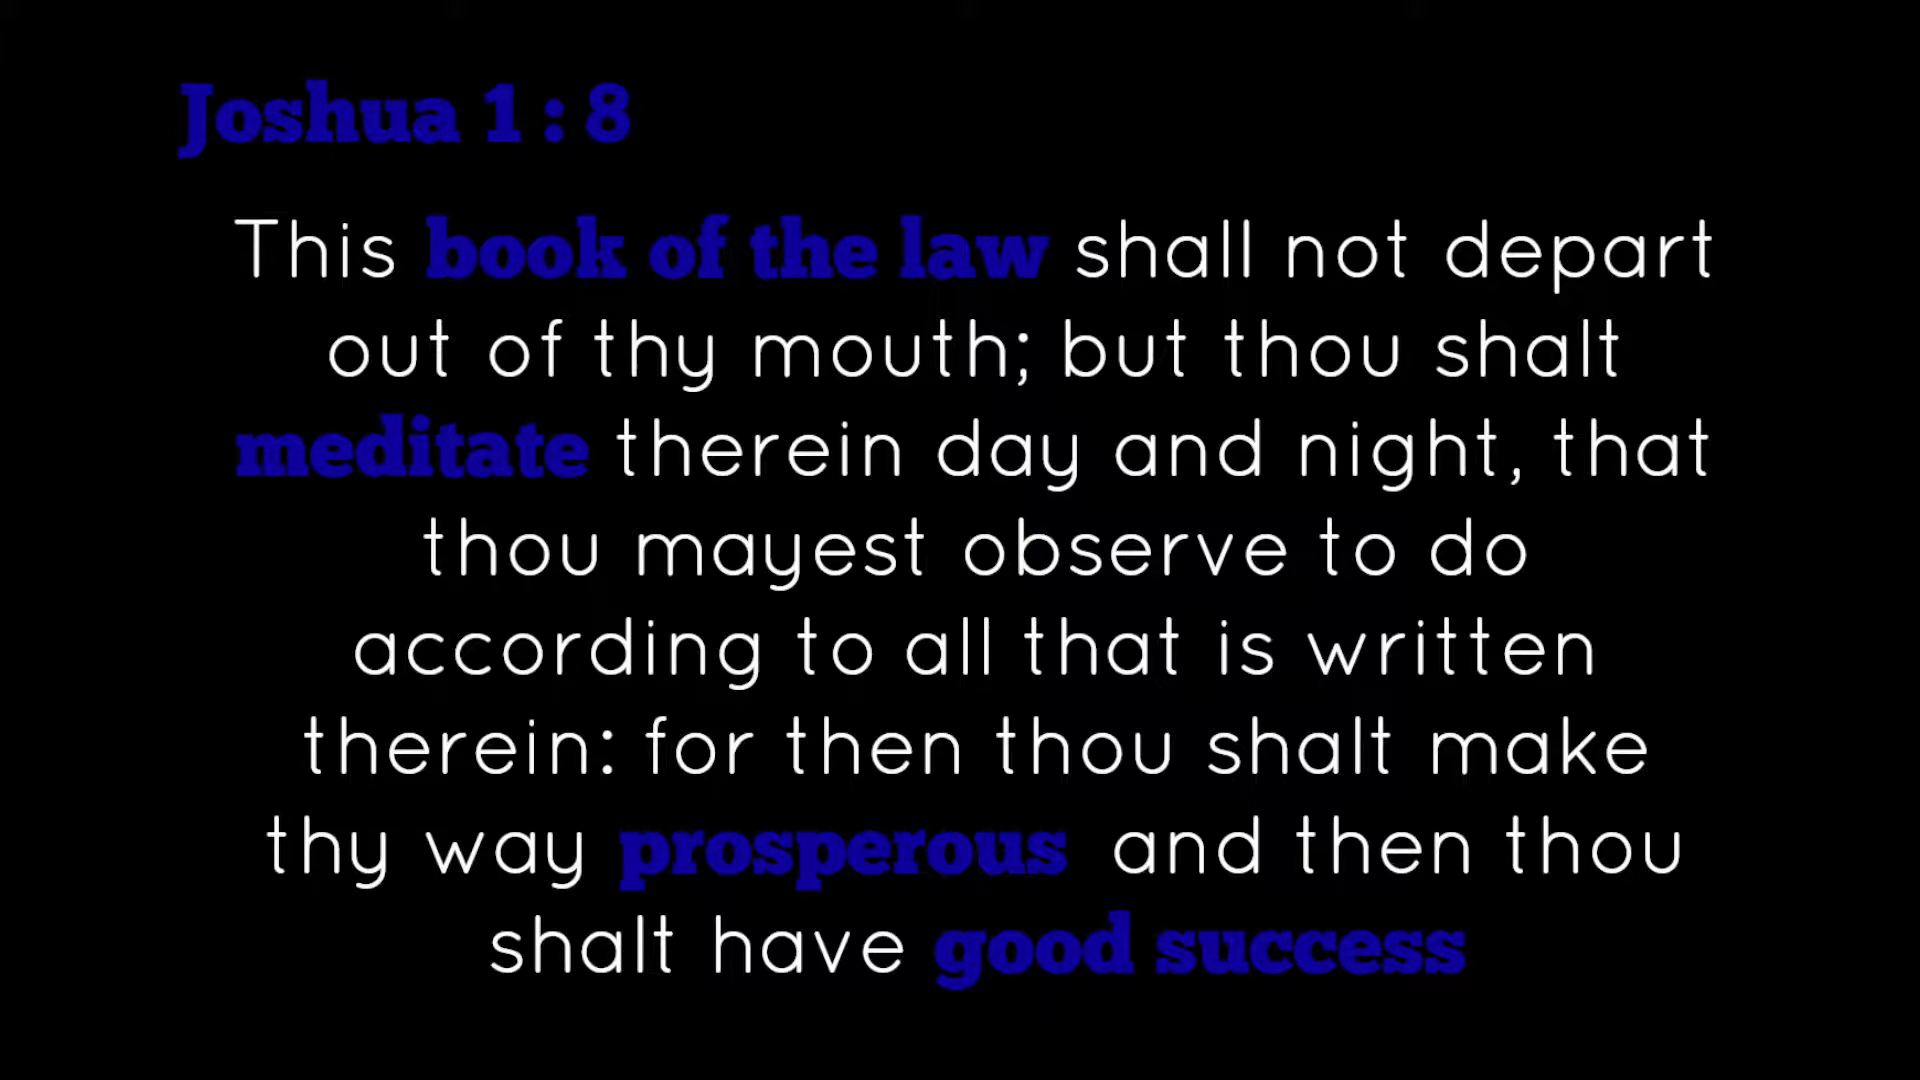 Joshua 1 : 8
This book of the law shall not depart
out of thy mouth; but thou shalt
meditate therein day and night, that
thou mayest observe to do
according to all that is written
therein: for then thou shalt make
thy way prosperous and then thou
shalt have good success